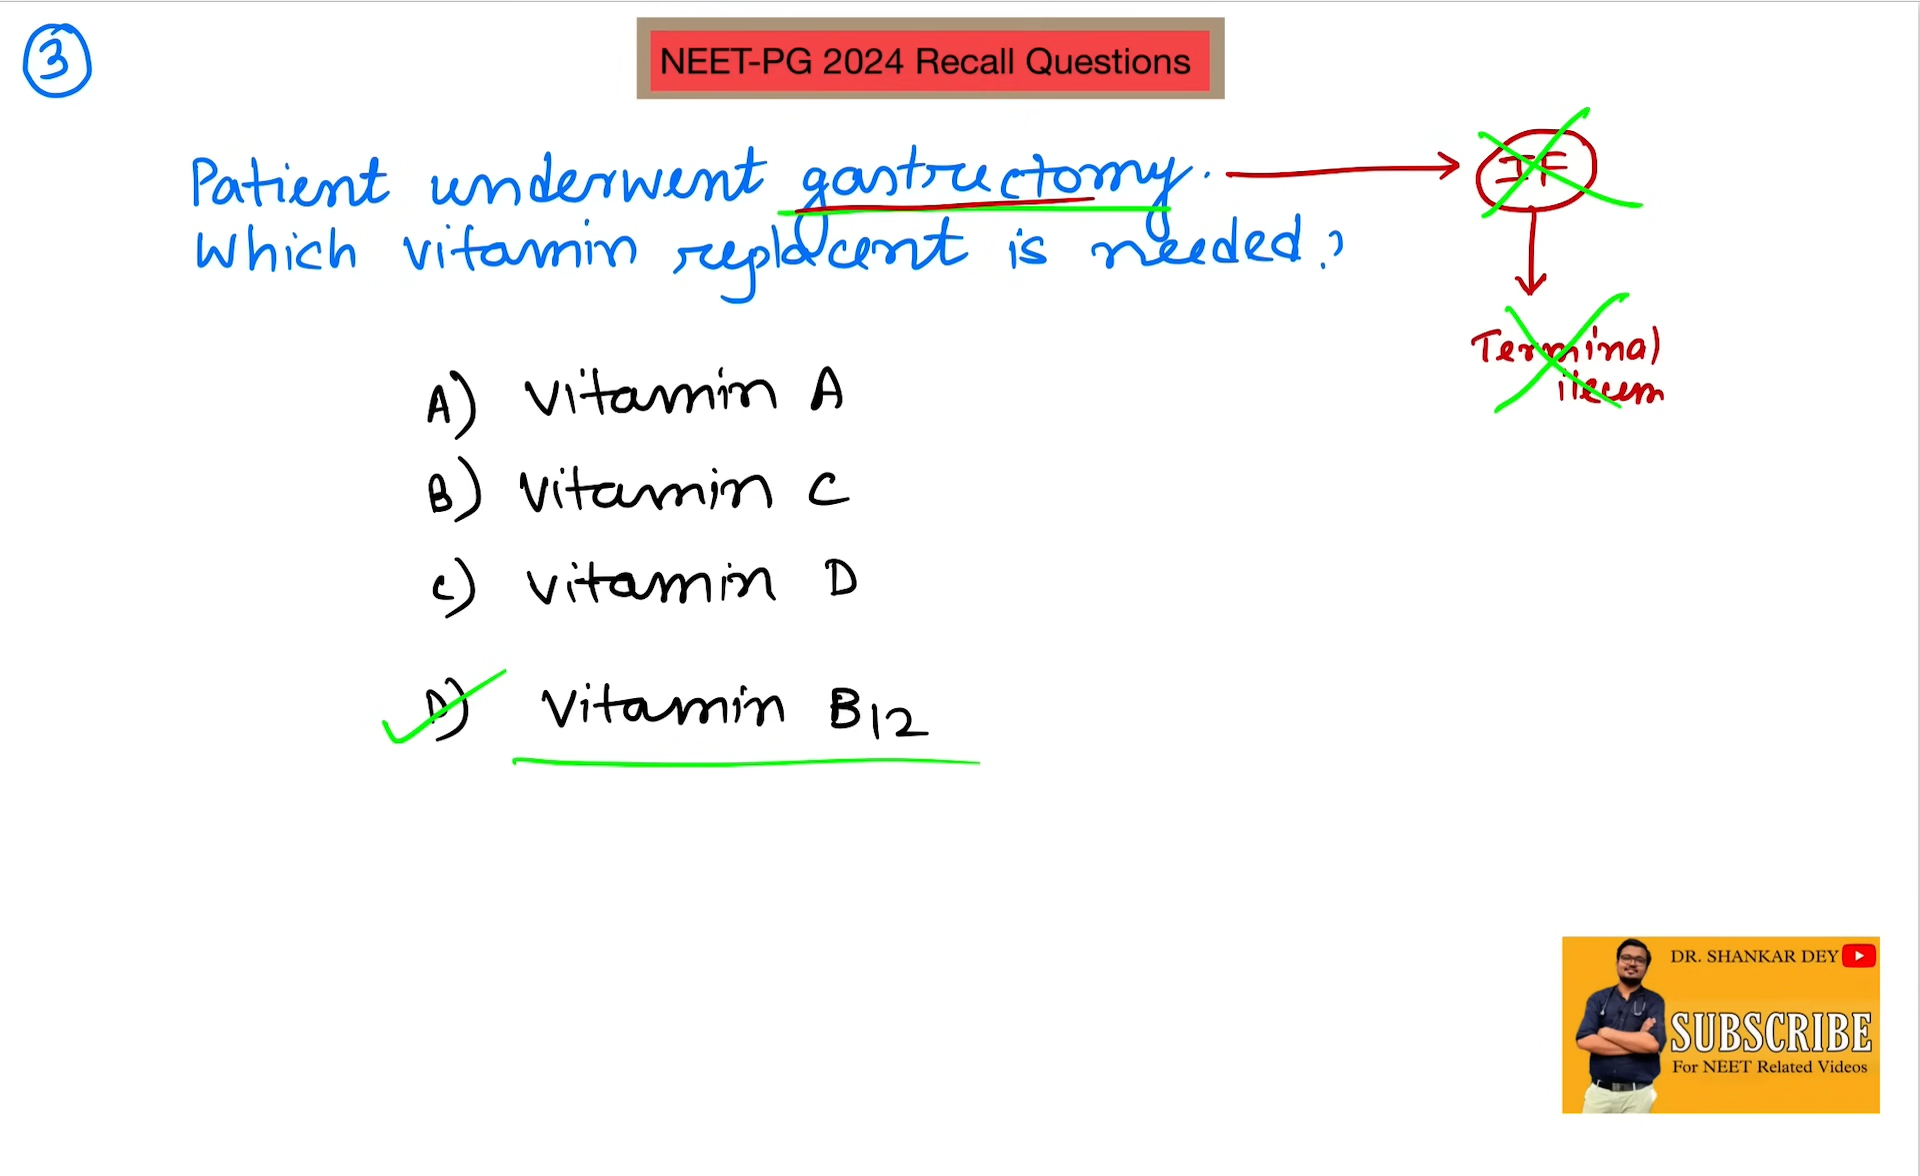 3
NEET-PG 2024 Recall Questions
Patient underwent gastrectomy.
IF
Which vitamin replacent is needed?
Terminal
ileum
A) Vitamin A
B) Vitamin C
C) Vitamin D
D) Vitamin B12
DR. SHANKAR DEY
SUBSCRIBE
For NEET Related Videos